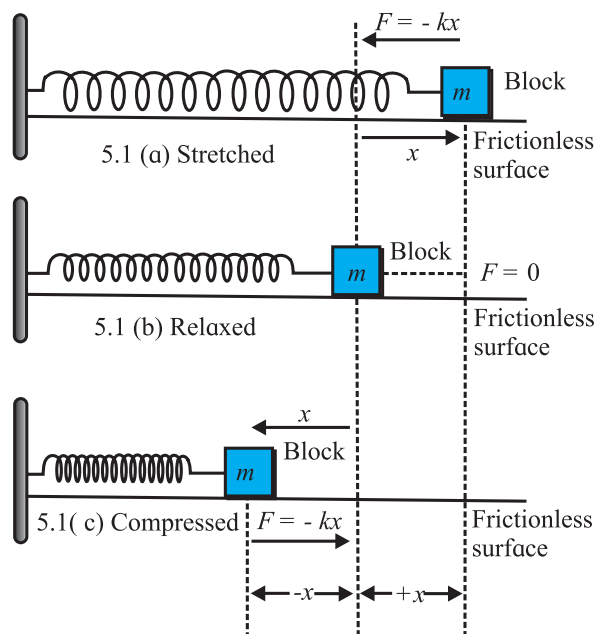 F = - kx
Block
m
x
Frictionless
surface
5.1 (a) Stretched
Block
m
F = 0
5.1 (b) Relaxed
Frictionless
surface
x
Block
m
5.1( c) Compressed
F = - kx
Frictionless
surface
-x
+x